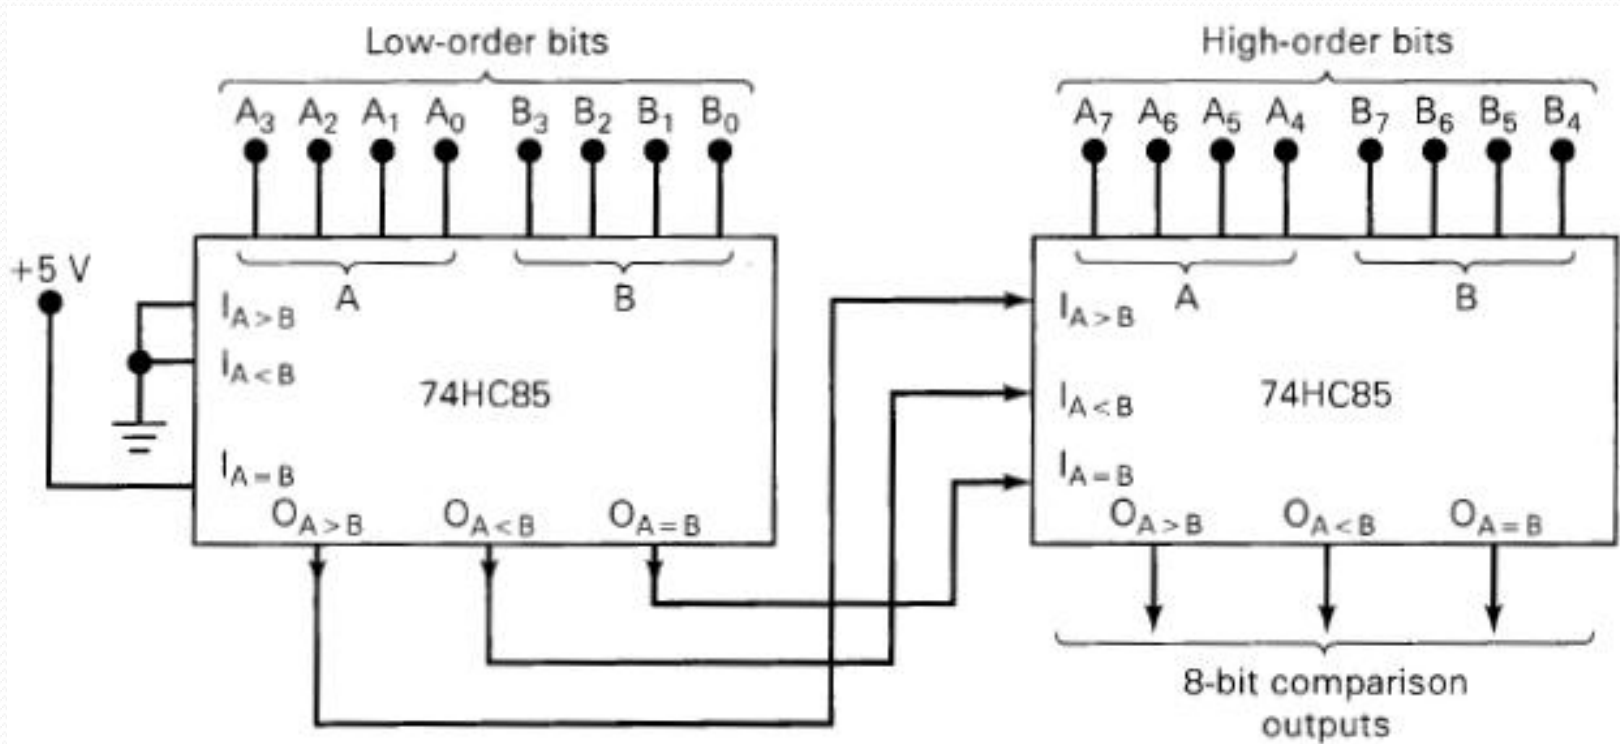 Low-order bits
High-order bits
A3 A2 A1 A0 B3 B2 B1 B0
A7 A6 A5 A4 B7 B6 B5 B4
+5 V
A B
A B
IA>B
IA<B
74HC85
IA=B
OA>B OA<B OA=B
IA>B
IA<B
74HC85
IA=B
OA>B OA<B OA=B
8-bit comparison
outputs